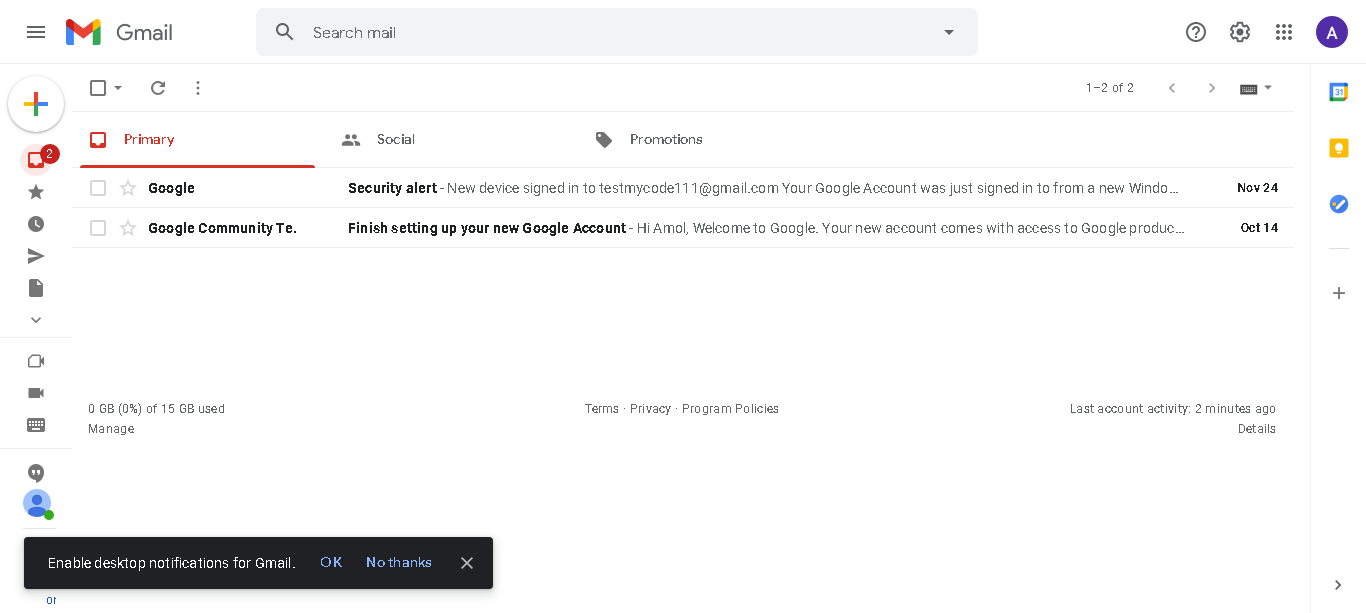 Gmail
Search mail
A
1–2 of 2
31
Primary
Social
Promotions
2
Google Security alert - New device signed in to testmycode111@gmail.com Your Google Account was just signed in to from a new Windo... Nov 24
Google Community Te. Finish setting up your new Google Account - Hi Amol, Welcome to Google. Your new account comes with access to Google produc... Oct 14
0 GB (0%) of 15 GB used
Manage
Terms · Privacy · Program Policies
Last account activity: 2 minutes ago
Details
Enable desktop notifications for Gmail. OK No thanks